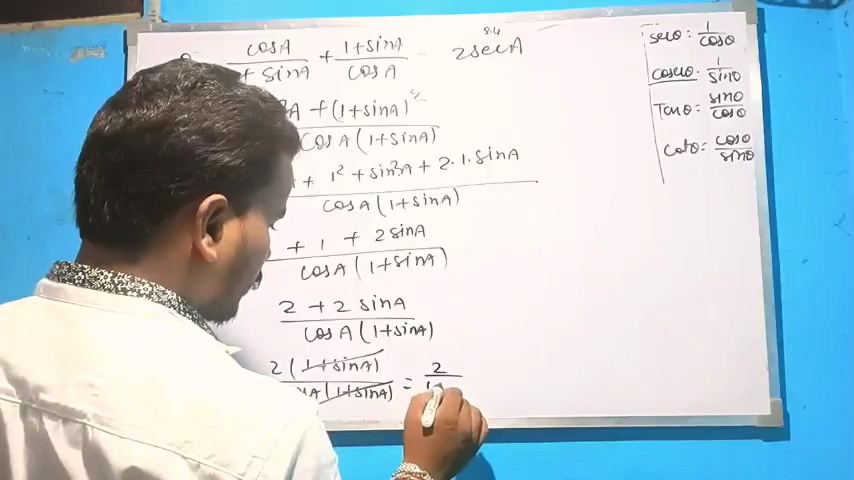 cosA/1+sinA + 1+sinA/cosA = 2secA
A + (1+sinA)²
cosA(1+sinA)
+ 1² + sin²A + 2·1·sinA
cosA(1+sinA)
+ 1 + 2sinA
cosA(1+sinA)
2 + 2sinA
cosA(1+sinA)
2(1+sinA)
A(1+sinA) = 2
secθ = 1/cosθ
cosecθ = 1/sinθ
Tanθ = sinθ/cosθ
cotθ = cosθ/sinθ